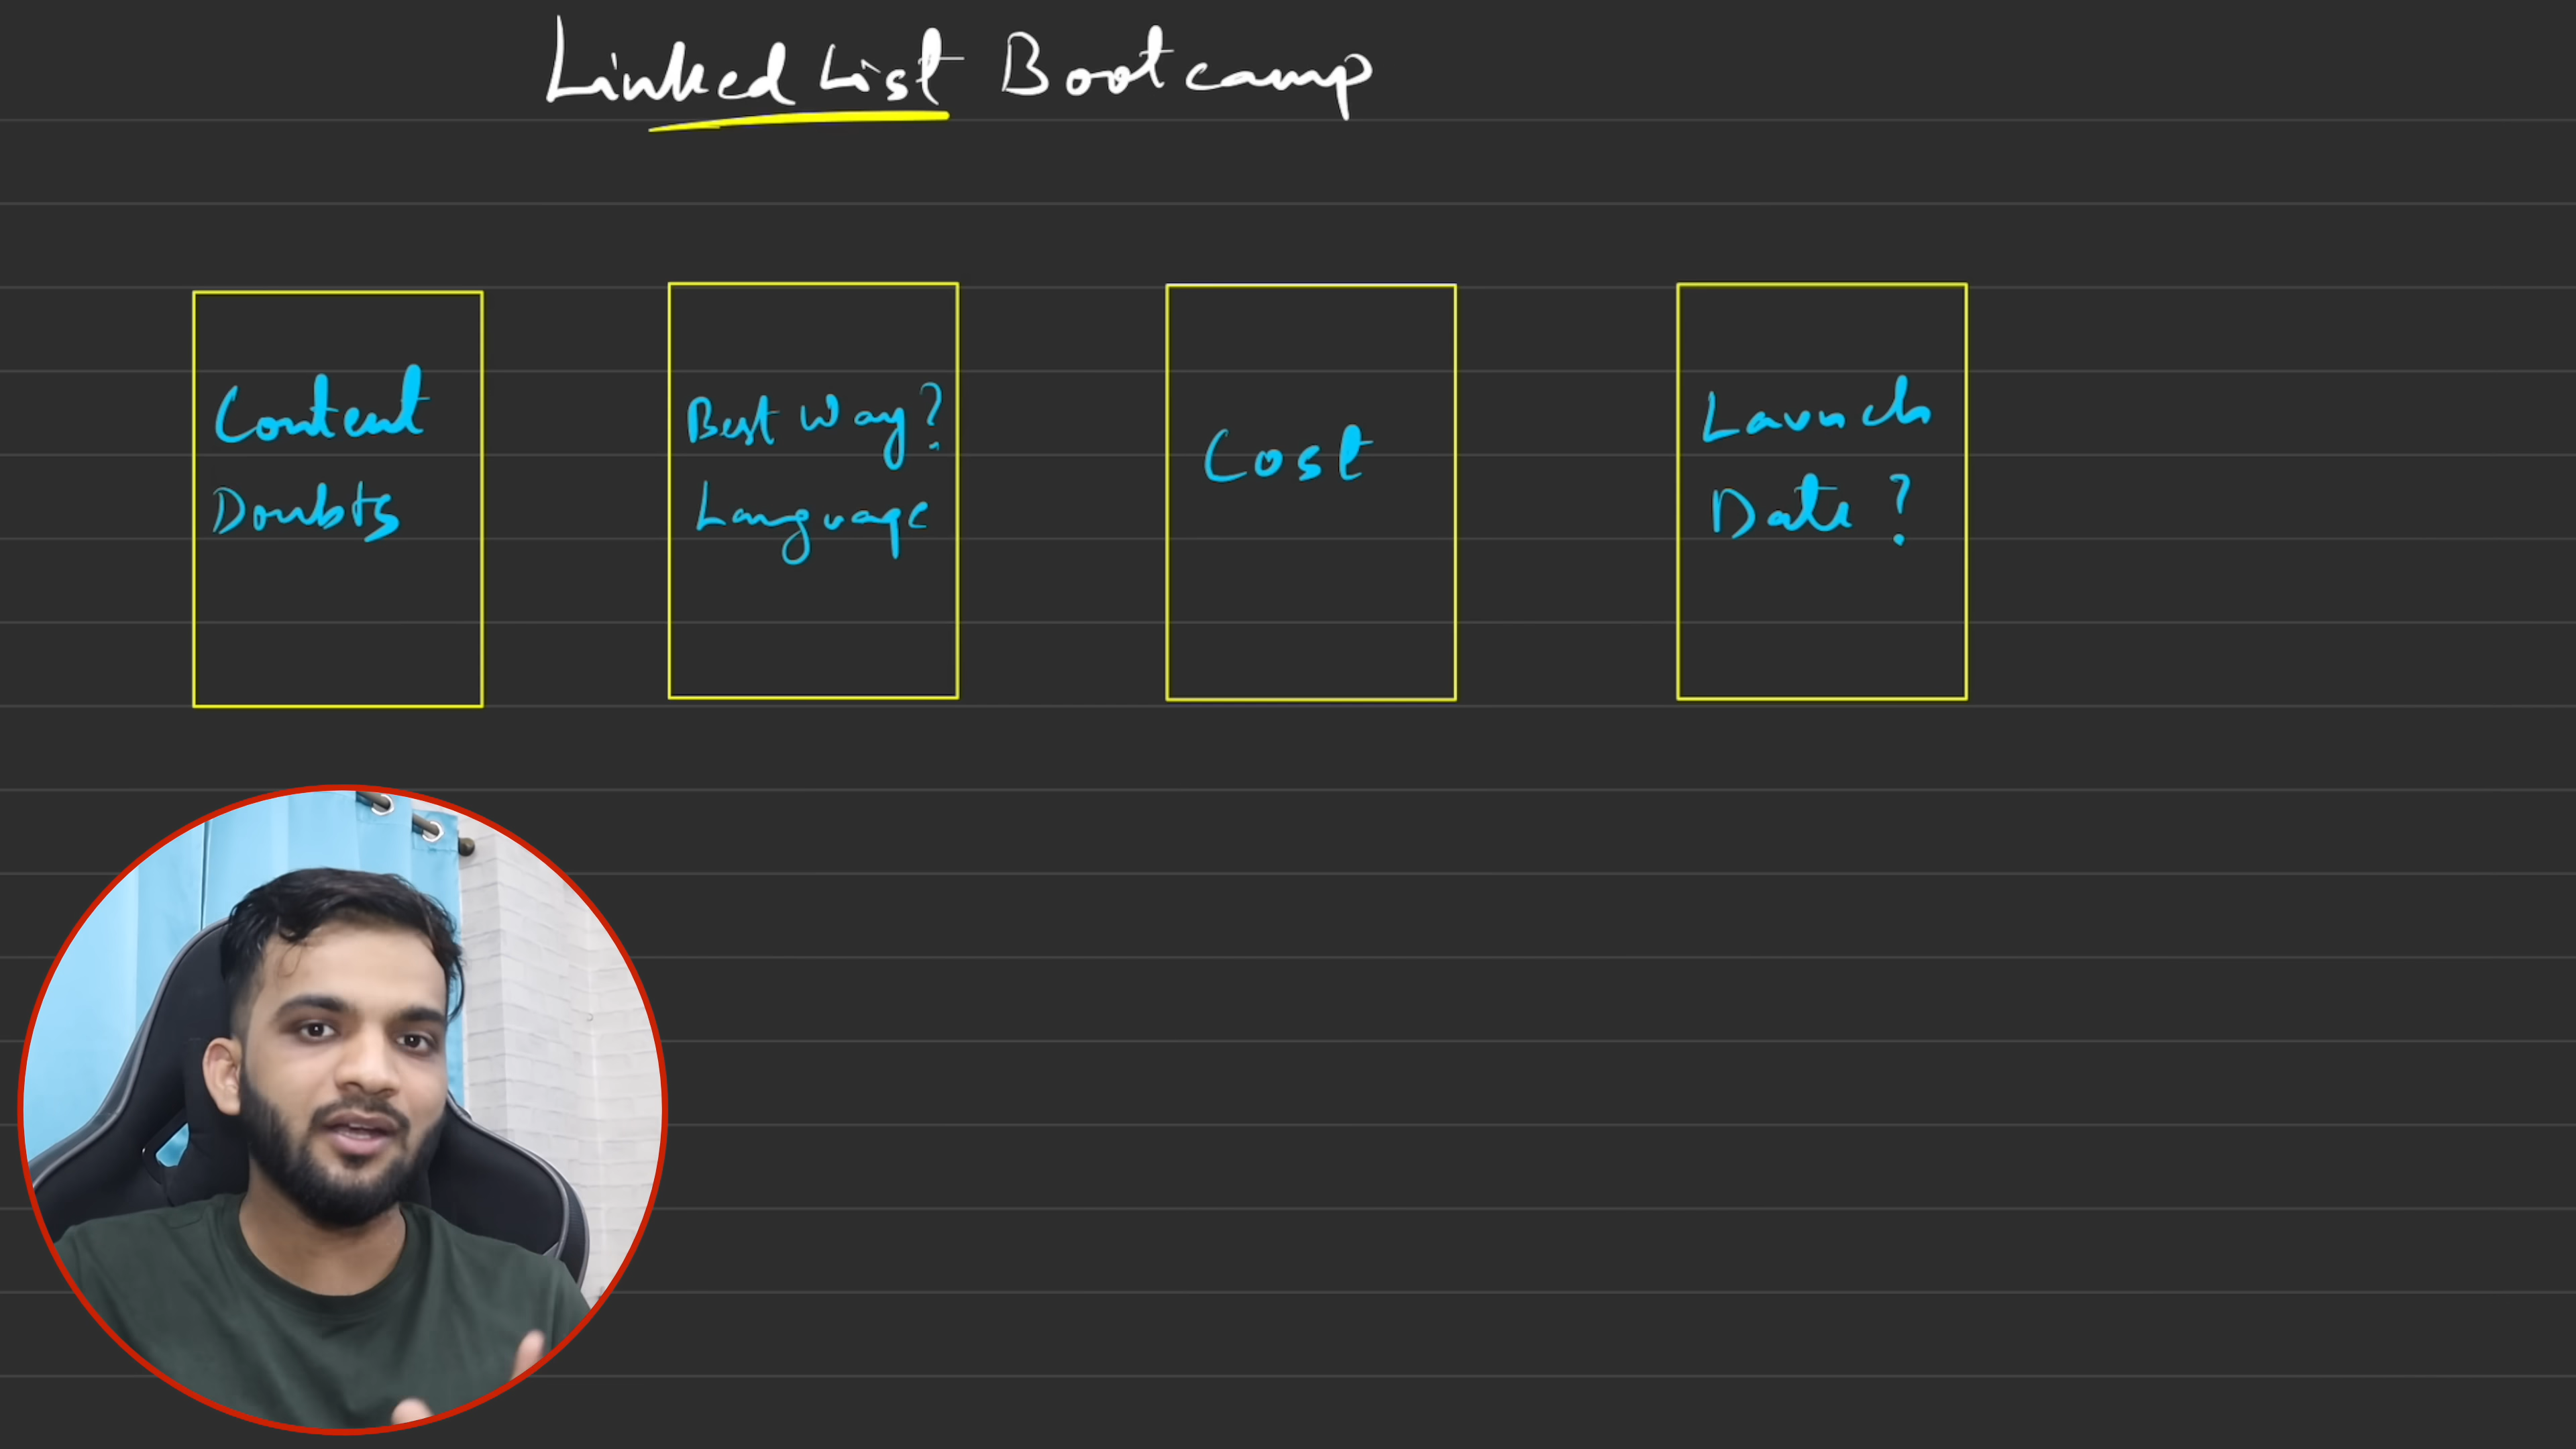 Linked List Bootcamp
Content
Doubts
Best Way?
Language
Cost
Launch
Date?